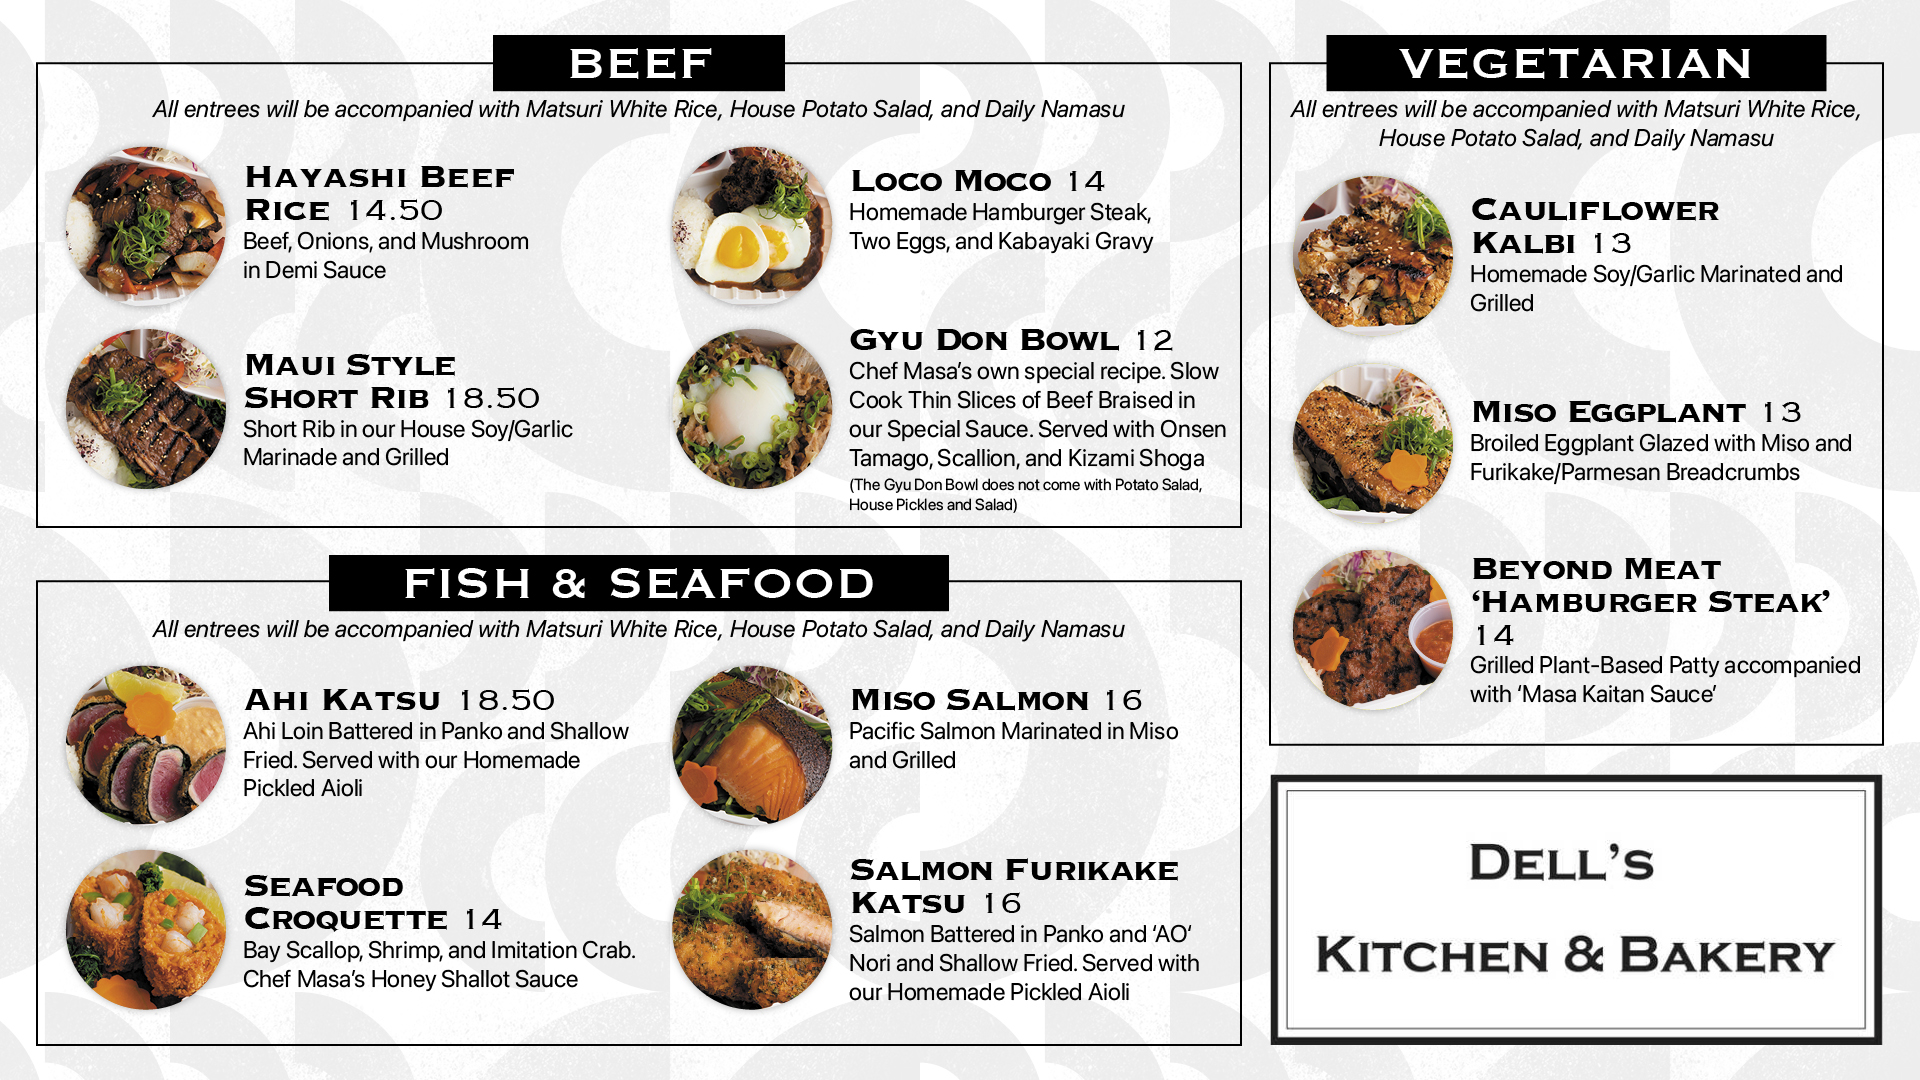 BEEF
All entrees will be accompanied with Matsuri White Rice, House Potato Salad, and Daily Namasu
HAYASHI BEEF
RICE 14.50
Beef, Onions, and Mushroom
in Demi Sauce
MAUI STYLE
SHORT RIB 18.50
Short Rib in our House Soy/Garlic
Marinade and Grilled
LOCO MOCO 14
Homemade Hamburger Steak,
Two Eggs, and Kabayaki Gravy
GYU DON BOWL 12
Chef Masa's own special recipe. Slow
Cook Thin Slices of Beef Braised in
our Special Sauce. Served with Onsen
Tamago, Scallion, and Kizami Shoga
(The Gyu Don Bowl does not come with Potato Salad,
House Pickles and Salad)
FISH & SEAFOOD
All entrees will be accompanied with Matsuri White Rice, House Potato Salad, and Daily Namasu
AHI KATSU 18.50
Ahi Loin Battered in Panko and Shallow
Fried. Served with our Homemade
Pickled Aioli
SEAFOOD
CROQUETTE 14
Bay Scallop, Shrimp, and Imitation Crab.
Chef Masa's Honey Shallot Sauce
MISO SALMON 16
Pacific Salmon Marinated in Miso
and Grilled
SALMON FURIKAKE
KATSU 16
Salmon Battered in Panko and 'AO'
Nori and Shallow Fried. Served with
our Homemade Pickled Aioli
VEGETARIAN
All entrees will be accompanied with Matsuri White Rice,
House Potato Salad, and Daily Namasu
CAULIFLOWER
KALBI 13
Homemade Soy/Garlic Marinated and
Grilled
MISO EGGPLANT 13
Broiled Eggplant Glazed with Miso and
Furikake/Parmesan Breadcrumbs
BEYOND MEAT
'HAMBURGER STEAK'
14
Grilled Plant-Based Patty accompanied
with 'Masa Kaitan Sauce'
DELL'S
KITCHEN & BAKERY